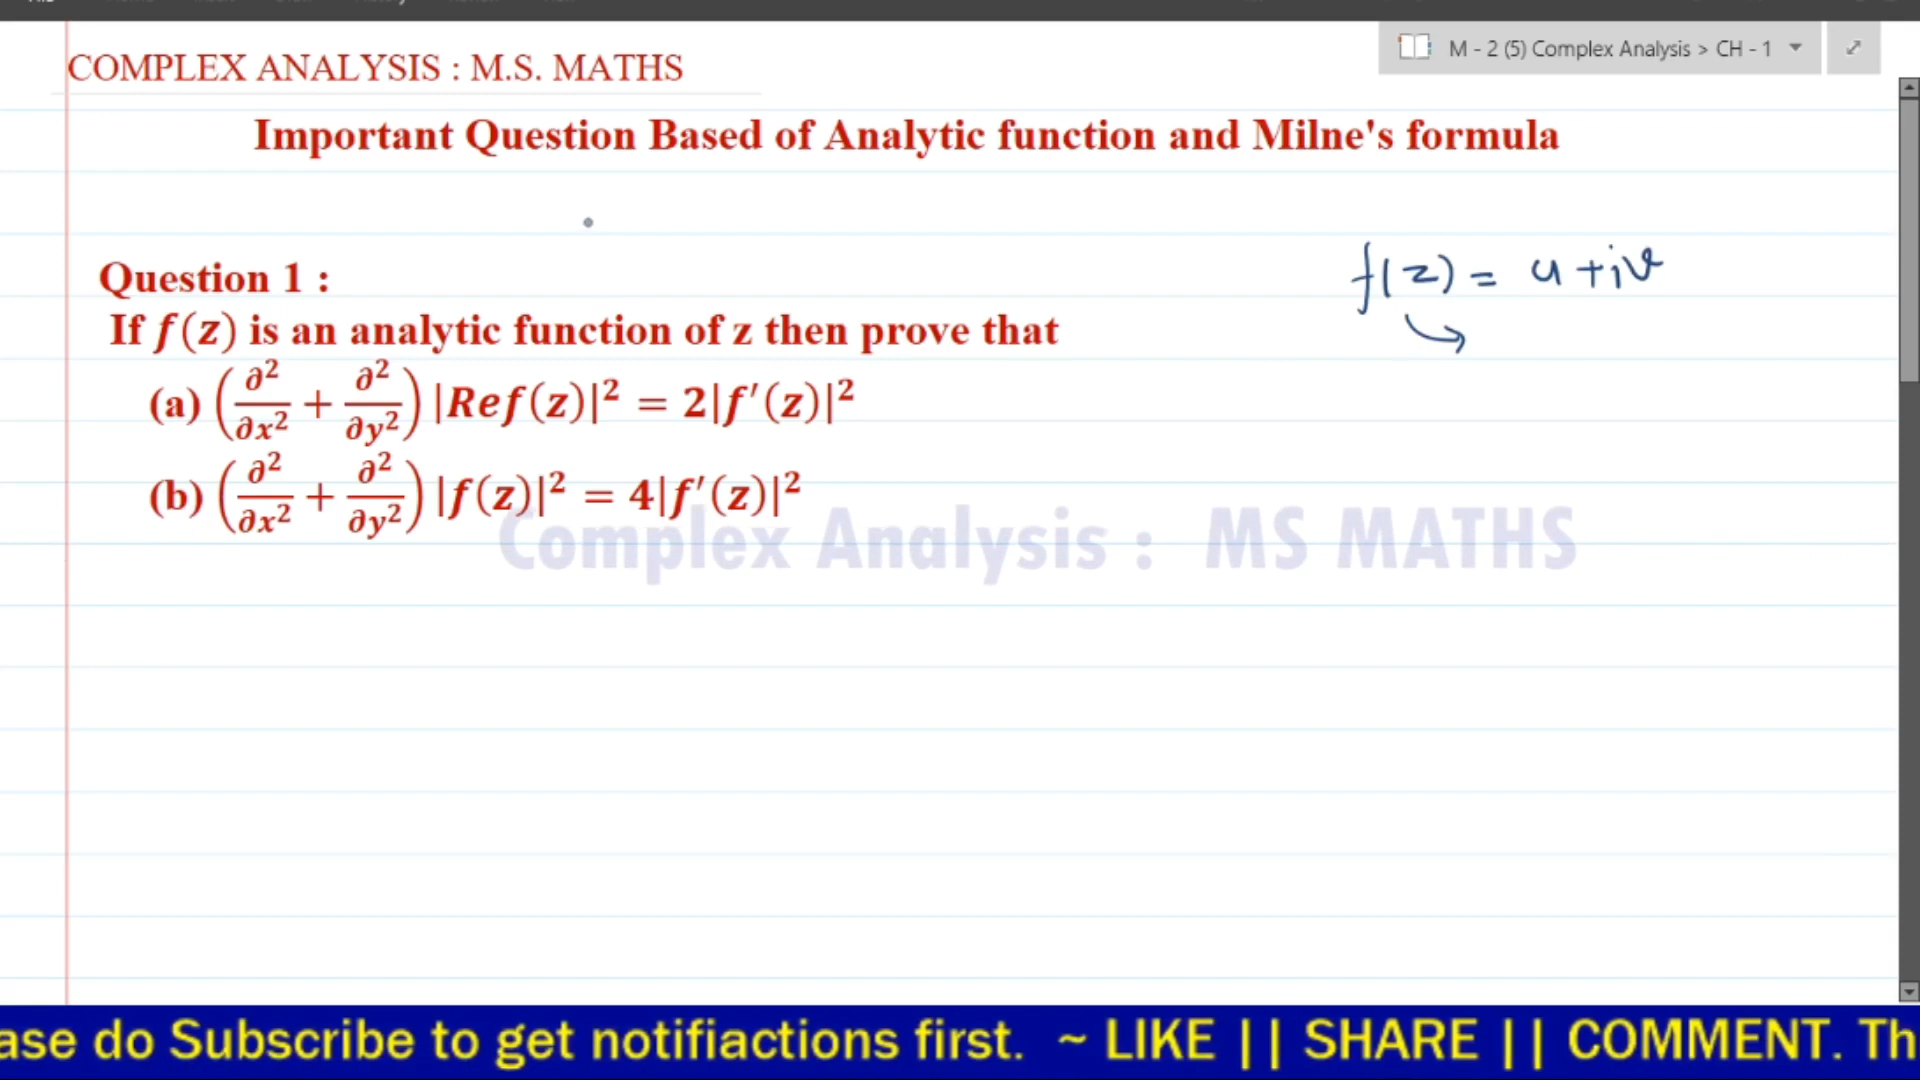 M - 2 (5) Complex Analysis > CH - 1
COMPLEX ANALYSIS : M.S. MATHS
Important Question Based of Analytic function and Milne's formula
f(z) = u + iv
Question 1 :
If f(z) is an analytic function of z then prove that
(a) (∂²/∂x² + ∂²/∂y²) |Ref(z)|² = 2|f′(z)|²
(b) (∂²/∂x² + ∂²/∂y²) |f(z)|² = 4|f′(z)|²
Complex Analysis : MS MATHS
ase do Subscribe to get notifiactions first. ~ LIKE || SHARE || COMMENT. Th